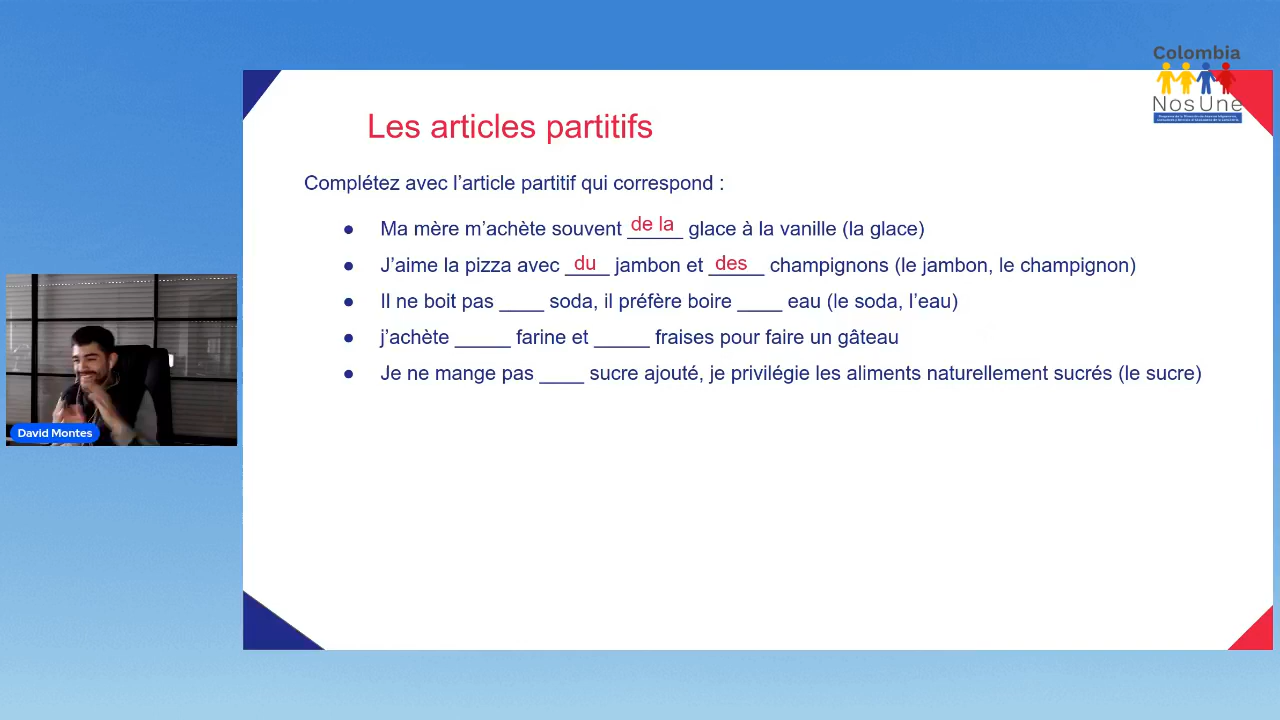 Colombia
NosUne
Les articles partitifs
Complétez avec l’article partitif qui correspond :
● Ma mère m’achète souvent de la glace à la vanille (la glace)
● J’aime la pizza avec du jambon et des champignons (le jambon, le champignon)
● Il ne boit pas ____ soda, il préfère boire ____ eau (le soda, l’eau)
● j’achète _____ farine et _____ fraises pour faire un gâteau
● Je ne mange pas ____ sucre ajouté, je privilégie les aliments naturellement sucrés (le sucre)
David Montes